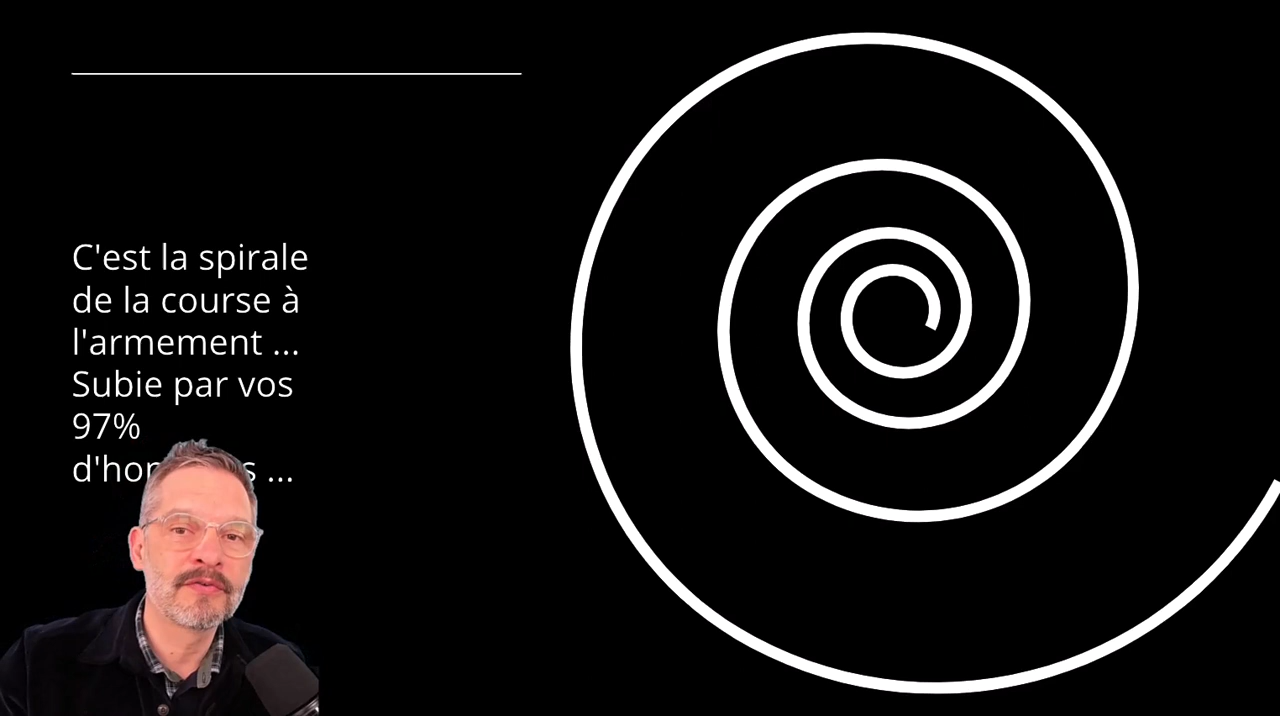 C'est la spirale
de la course à
l'armement ...
Subie par vos
97%
...